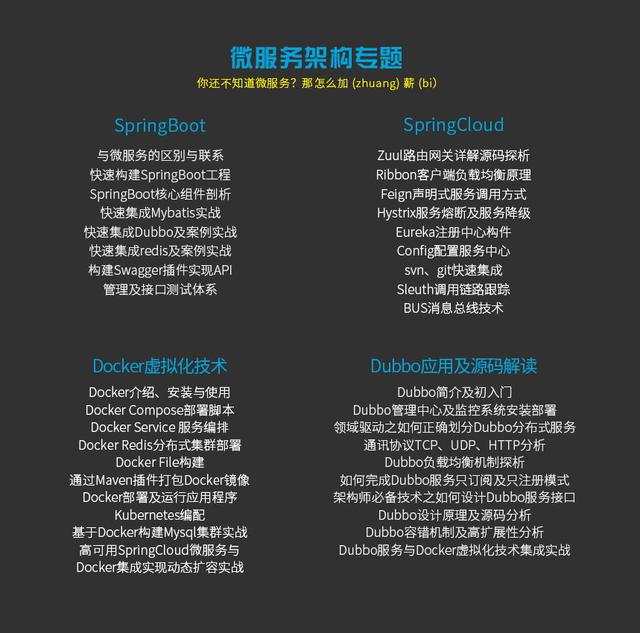 微服务架构专题
你还不知道微服务？那怎么加 (zhuang) 薪 (bi）
SpringBoot
与微服务的区别与联系
快速构建SpringBoot工程
SpringBoot核心组件剖析
快速集成Mybatis实战
快速集成Dubbo及案例实战
快速集成redis及案例实战
构建Swagger插件实现API
管理及接口测试体系
SpringCloud
Zuul路由网关详解源码探析
Ribbon客户端负载均衡原理
Feign声明式服务调用方式
Hystrix服务熔断及服务降级
Eureka注册中心构件
Config配置服务中心
svn、git快速集成
Sleuth调用链路跟踪
BUS消息总线技术
Docker虚拟化技术
Docker介绍、安装与使用
Docker Compose部署脚本
Docker Service 服务编排
Docker Redis分布式集群部署
Docker File构建
通过Maven插件打包Docker镜像
Docker部署及运行应用程序
Kubernetes编配
基于Docker构建Mysql集群实战
高可用SpringCloud微服务与
Docker集成实现动态扩容实战
Dubbo应用及源码解读
Dubbo简介及初入门
Dubbo管理中心及监控系统安装部署
领域驱动之如何正确划分Dubbo分布式服务
通讯协议TCP、UDP、HTTP分析
Dubbo负载均衡机制探析
如何完成Dubbo服务只订阅及只注册模式
架构师必备技术之如何设计Dubbo服务接口
Dubbo设计原理及源码分析
Dubbo容错机制及高扩展性分析
Dubbo服务与Docker虚拟化技术集成实战